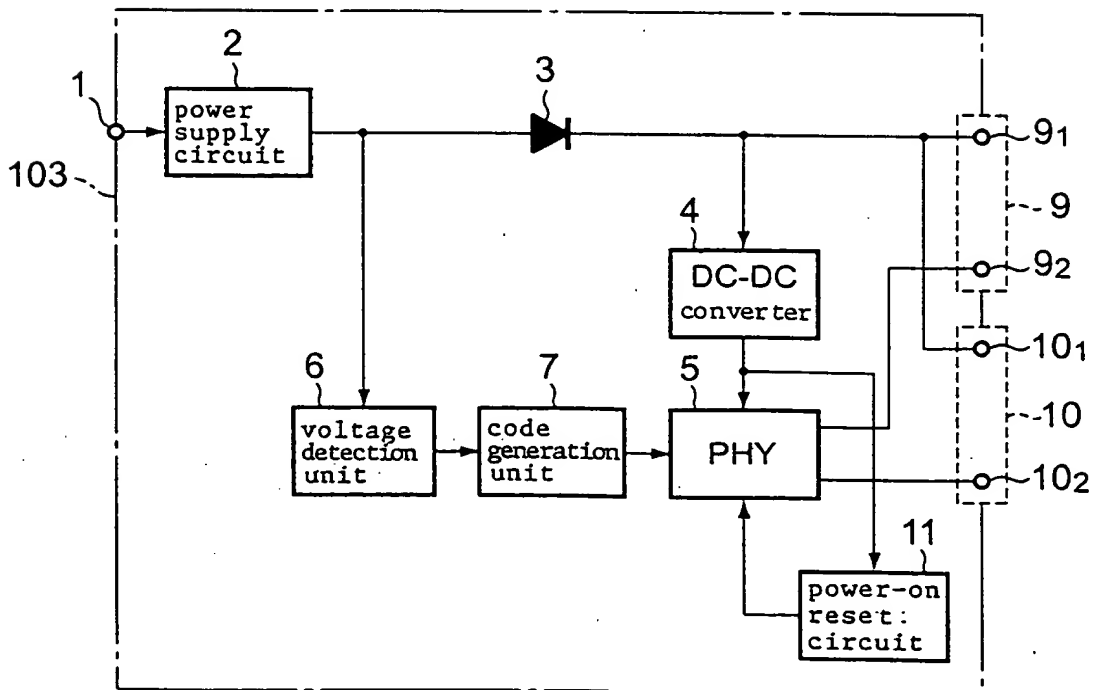 2
3
1
power
supply
circuit
91
103
9
4
92
DC-DC
converter
101
6
7
5
10
voltage
detection
unit
code
generation
unit
PHY
102
11
power-on
reset:
circuit